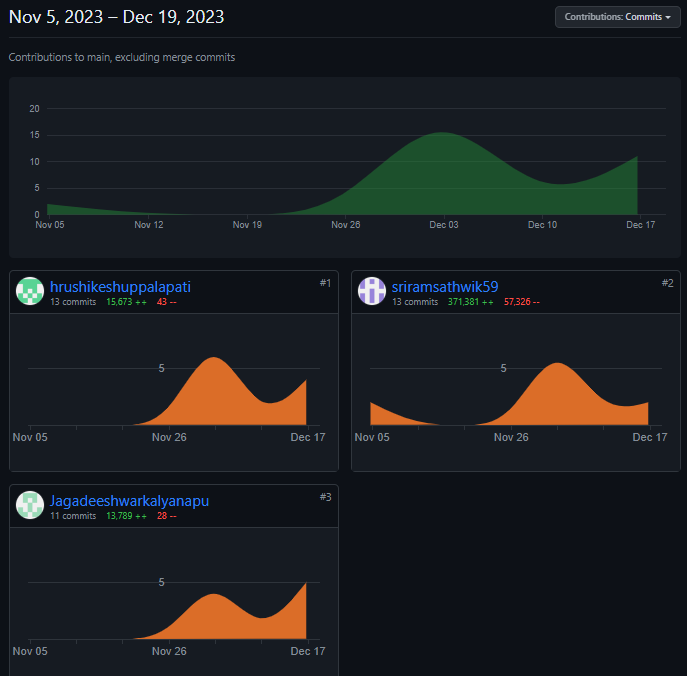 Nov 5, 2023 – Dec 19, 2023
Contributions: Commits
Contributions to main, excluding merge commits
20
15
10
5
0
Nov 05 Nov 12 Nov 19 Nov 26 Dec 03 Dec 10 Dec 17
hrushikeshuppalapati #1
13 commits 15,673 ++ 43 --
5
Nov 05 Nov 26 Dec 17
sriramsathwik59 #2
13 commits 371,381 ++ 57,326 --
5
Nov 05 Nov 26 Dec 17
Jagadeeshwarkalyanapu #3
11 commits 13,789 ++ 28 --
5
Nov 05 Nov 26 Dec 17